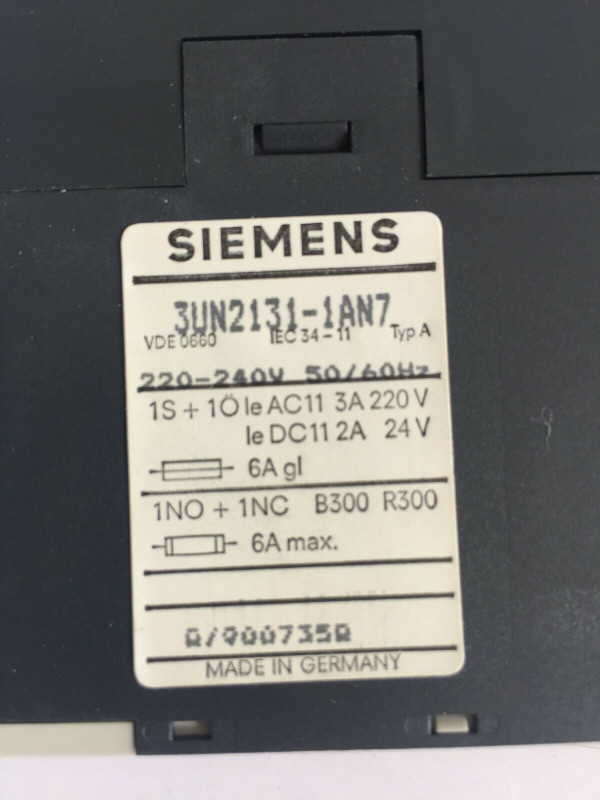 SIEMENS
3UN2131-1AN7
VDE 0660 IEC 34-11 Typ A
220-240V 50/60Hz
1S + 1Ö Ie AC11 3A 220 V
Ie DC11 2A 24 V
6A gl
1NO + 1NC B300 R300
6A max.
MADE IN GERMANY